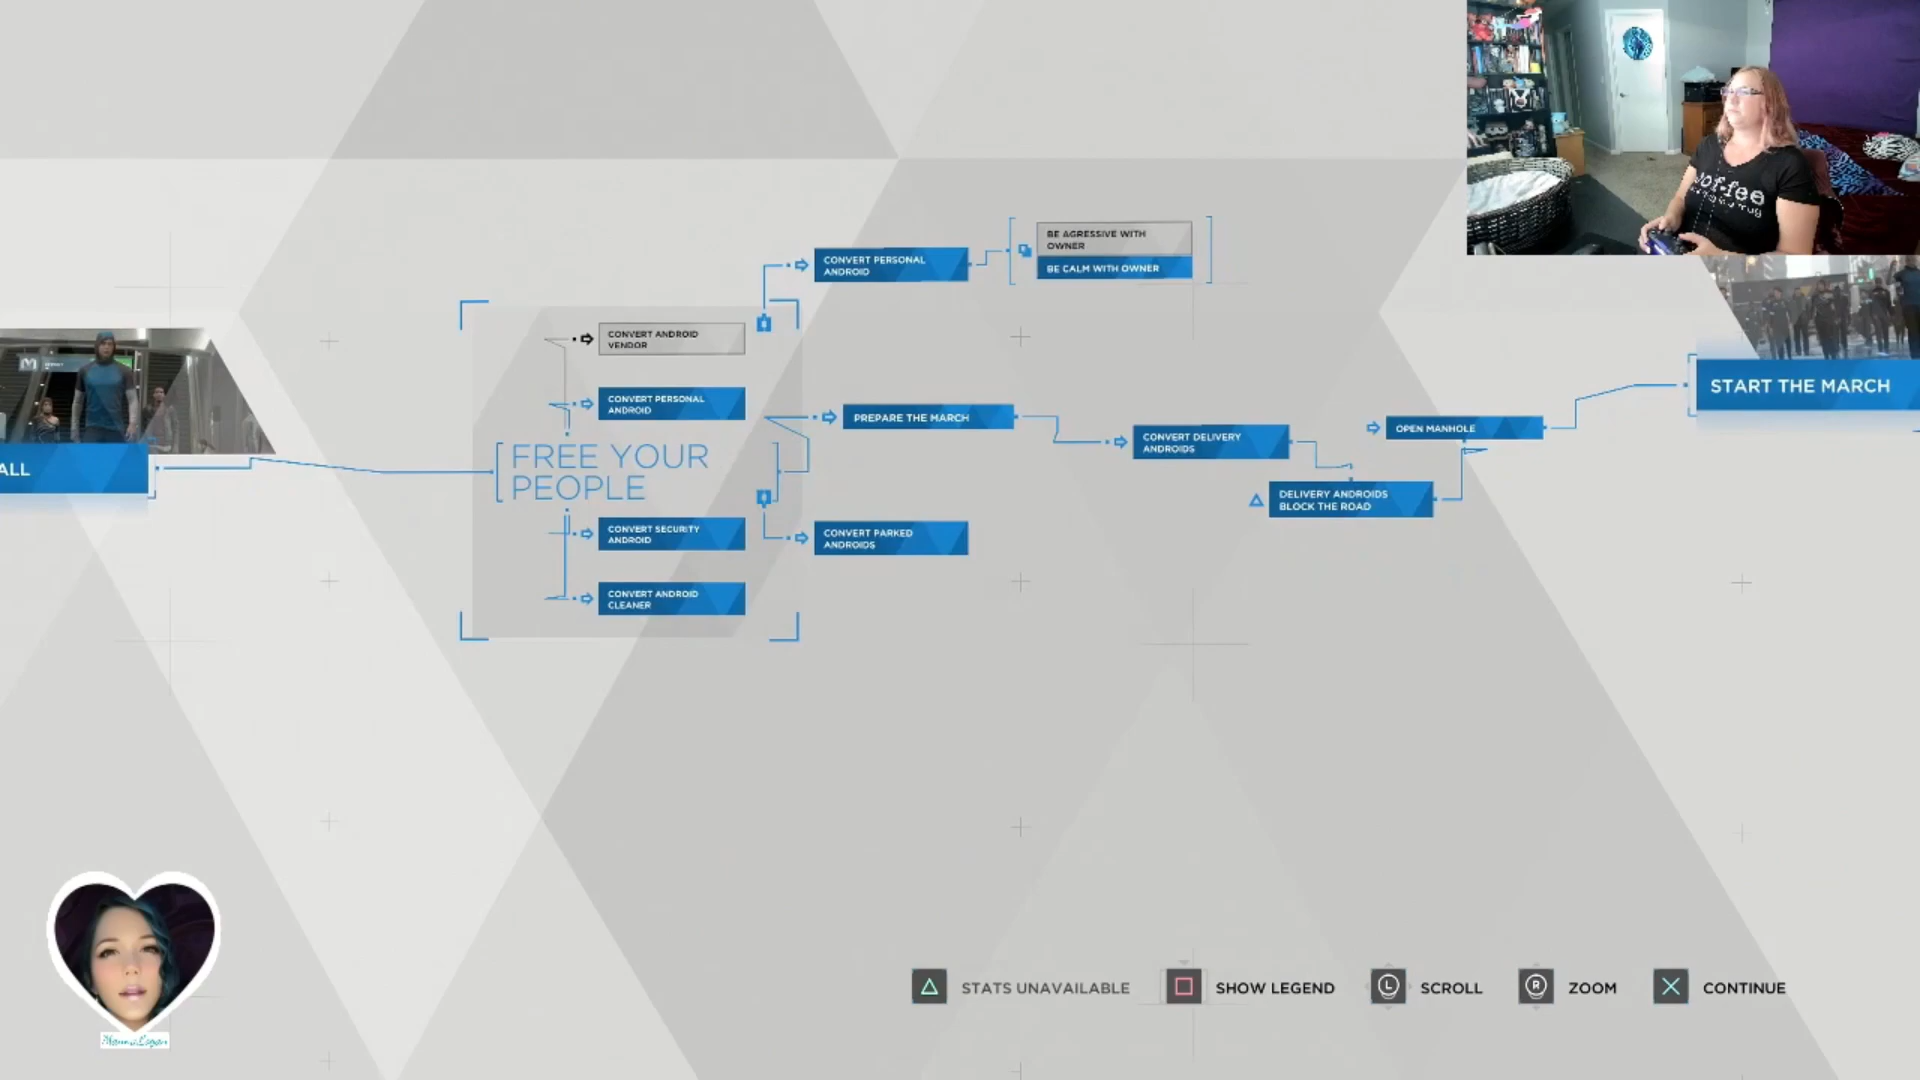 coffee
BE AGRESSIVE WITH
OWNER
CONVERT PERSONAL
ANDROID
BE CALM WITH OWNER
CONVERT ANDROID
VENDOR
CONVERT PERSONAL
ANDROID
START THE MARCH
PREPARE THE MARCH
OPEN MANHOLE
CONVERT DELIVERY
ANDROIDS
FREE YOUR
PEOPLE
ALL
DELIVERY ANDROIDS
BLOCK THE ROAD
CONVERT SECURITY
ANDROID
CONVERT PARKED
ANDROIDS
CONVERT ANDROID
CLEANER
STATS UNAVAILABLE
SHOW LEGEND
L
SCROLL
R
ZOOM
CONTINUE